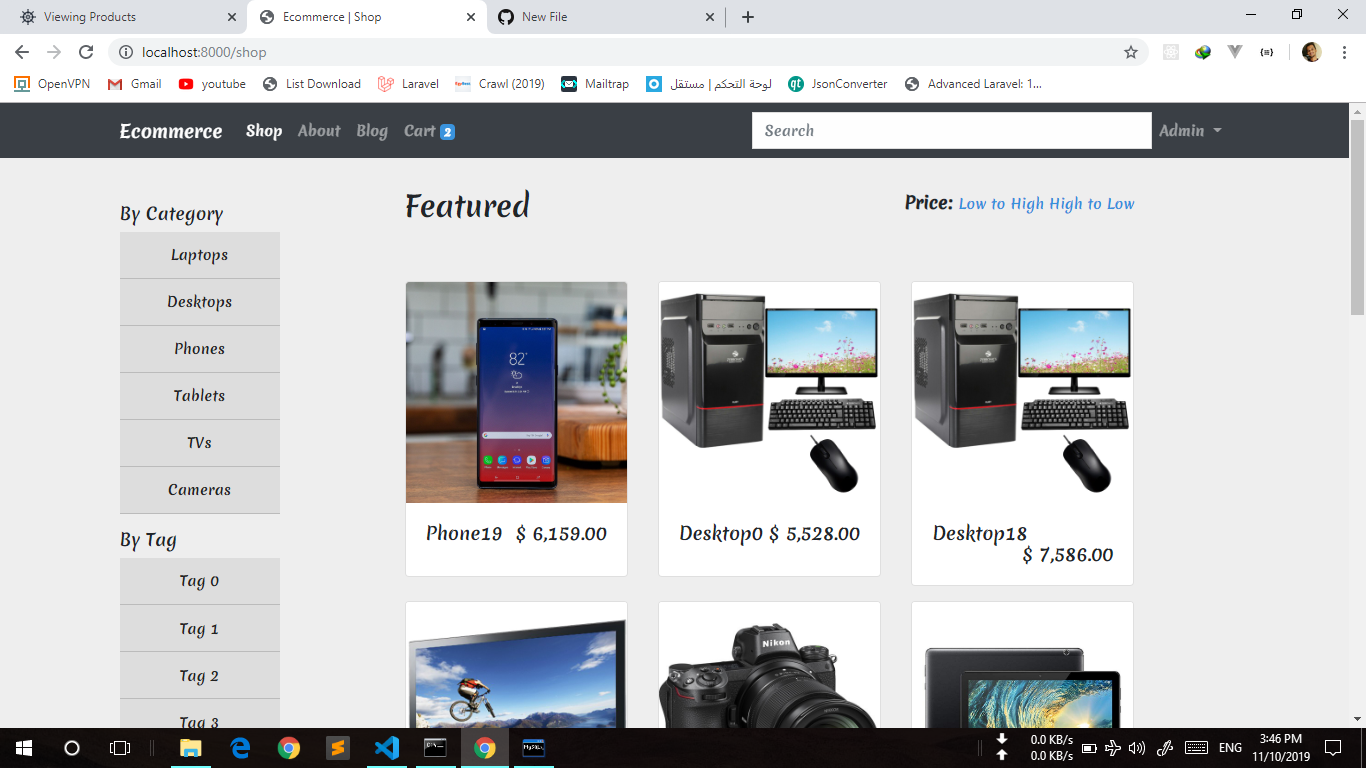 Viewing Products
Ecommerce | Shop
New File
localhost:8000/shop
OpenVPN
Gmail
youtube
List Download
Laravel
Crawl (2019)
Mailtrap
لوحة التحكم | مستقل
JsonConverter
Advanced Laravel: 1...
Ecommerce
Shop
About
Blog
Cart 2
Search
Admin
By Category
Laptops
Desktops
Phones
Tablets
TVs
Cameras
By Tag
Tag 0
Tag 1
Tag 2
Tag 3
Featured
Price: Low to High High to Low
82°
Phone19 $ 6,159.00
Desktop0 $ 5,528.00
Desktop18
$ 7,586.00
Nikon
0.0 KB/s
0.0 KB/s
ENG
3:46 PM
11/10/2019